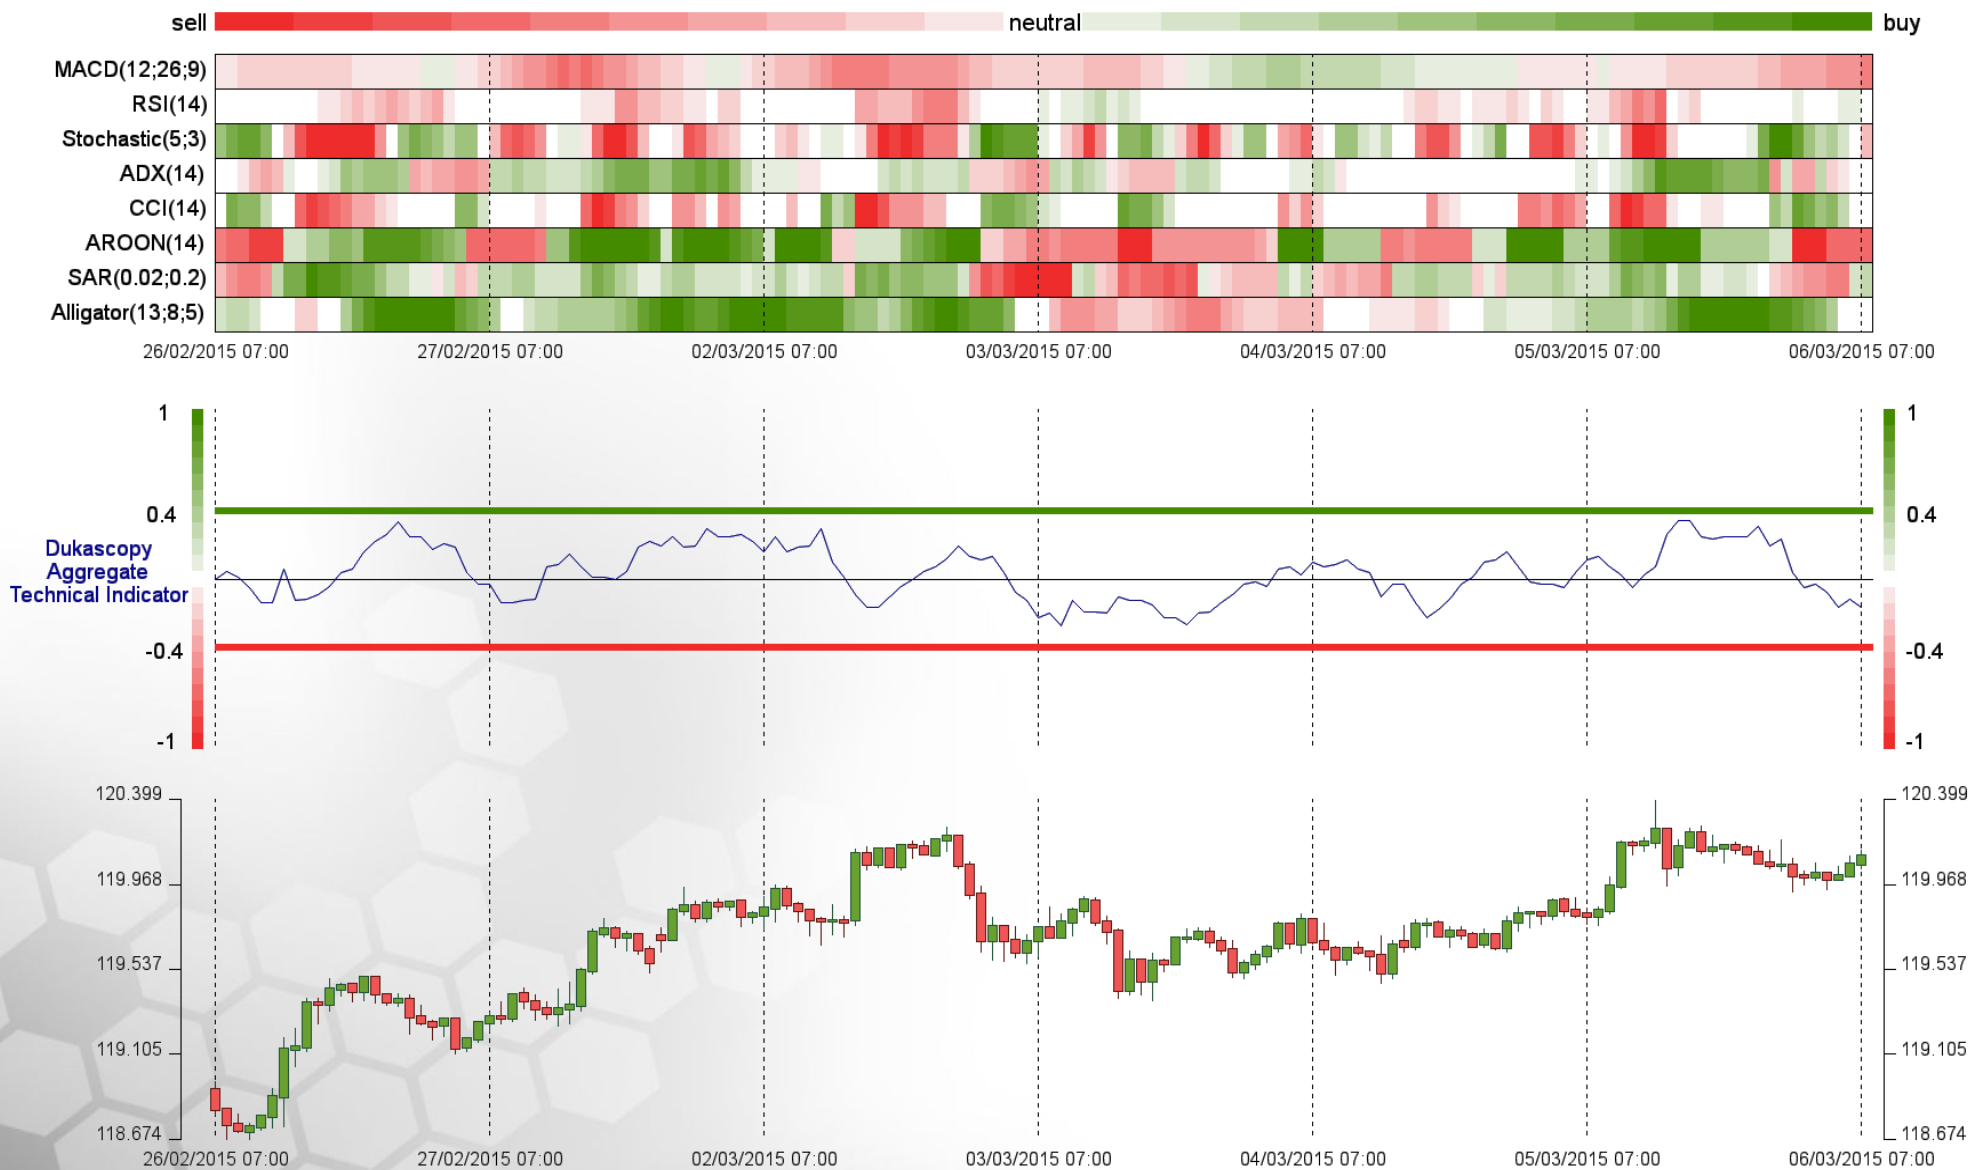 sell neutral buy
MACD(12;26;9)
RSI(14)
Stochastic(5;3)
ADX(14)
CCI(14)
AROON(14)
SAR(0.02;0.2)
Alligator(13;8;5)
26/02/2015 07:00 27/02/2015 07:00 02/03/2015 07:00 03/03/2015 07:00 04/03/2015 07:00 05/03/2015 07:00 06/03/2015 07:00
1 1
0.4 0.4
Dukascopy
Aggregate
Technical Indicator
-0.4 -0.4
-1 -1
120.399 120.399
119.968 119.968
119.537 119.537
119.105 119.105
118.674 118.674
26/02/2015 07:00 27/02/2015 07:00 02/03/2015 07:00 03/03/2015 07:00 04/03/2015 07:00 05/03/2015 07:00 06/03/2015 07:00